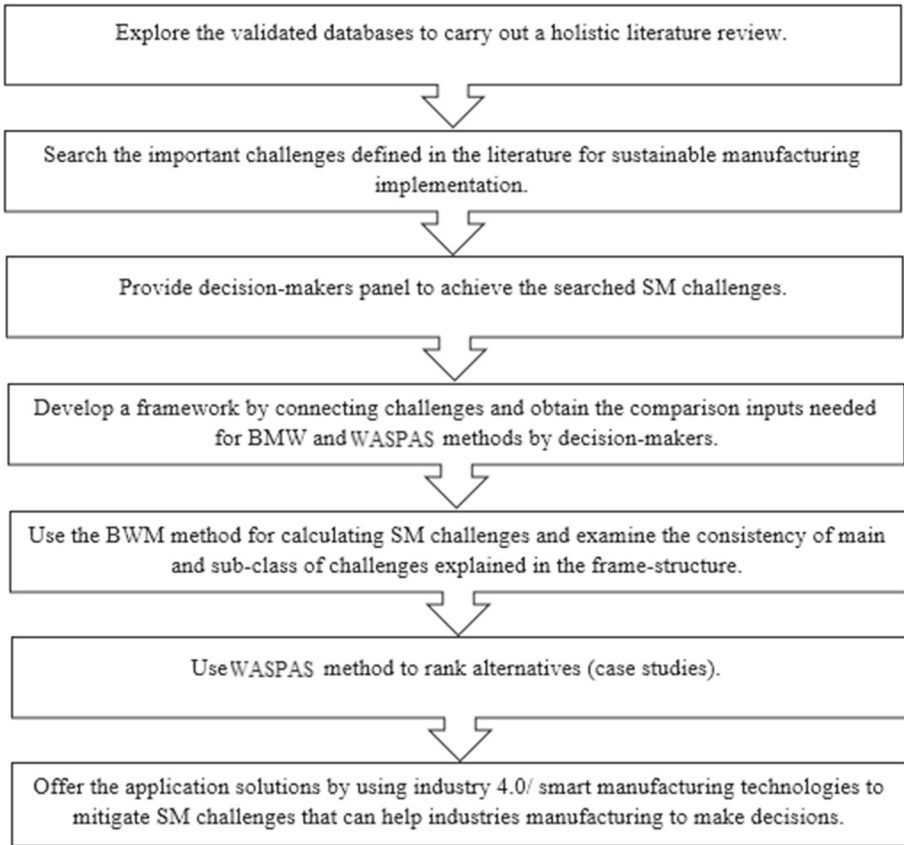 Explore the validated databases to carry out a holistic literature review.
Search the important challenges defined in the literature for sustainable manufacturing
implementation.
Provide decision-makers panel to achieve the searched SM challenges.
Develop a framework by connecting challenges and obtain the comparison inputs needed
for BMW and WASPAS methods by decision-makers.
Use the BWM method for calculating SM challenges and examine the consistency of main
and sub-class of challenges explained in the frame-structure.
Use WASPAS method to rank alternatives (case studies).
Offer the application solutions by using industry 4.0/ smart manufacturing technologies to
mitigate SM challenges that can help industries manufacturing to make decisions.